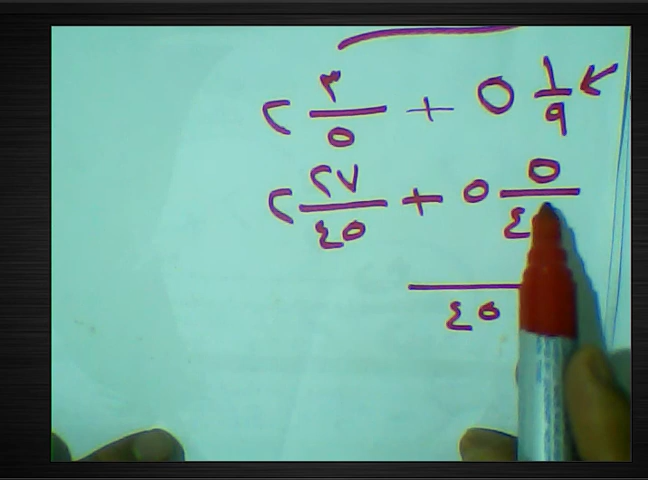 ٢ ٣/٥ + ٥ ١/٩
٢ ٢٧/٤٥ + ٥ ٥/٤
٤٥